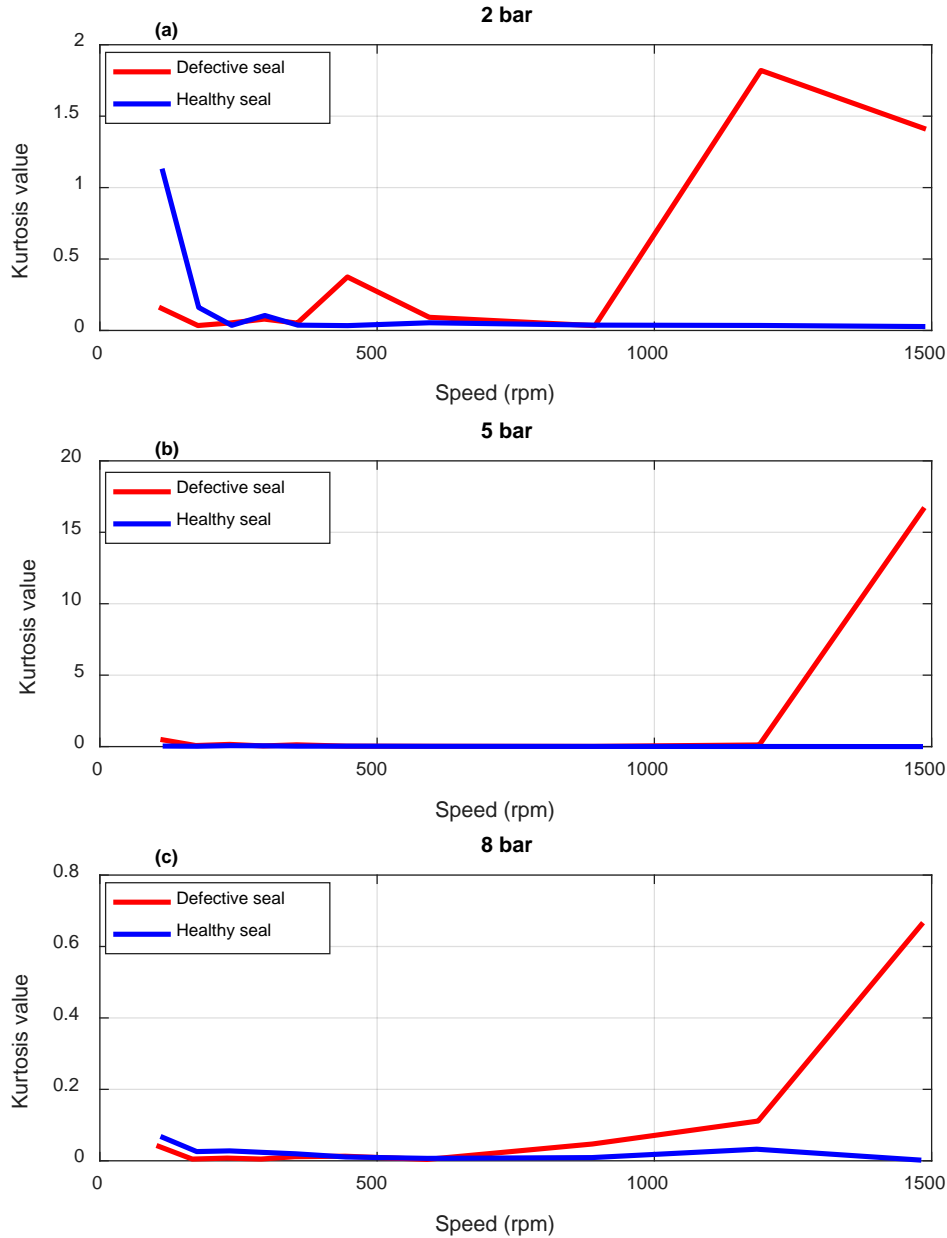 2 bar
(a)
Defective seal
Healthy seal
2
1.5
1
0.5
0
Kurtosis value
0 500 1000 1500
Speed (rpm)
5 bar
(b)
Defective seal
Healthy seal
20
15
10
5
0
Kurtosis value
0 500 1000 1500
Speed (rpm)
8 bar
(c)
Defective seal
Healthy seal
0.8
0.6
0.4
0.2
0
Kurtosis value
0 500 1000 1500
Speed (rpm)